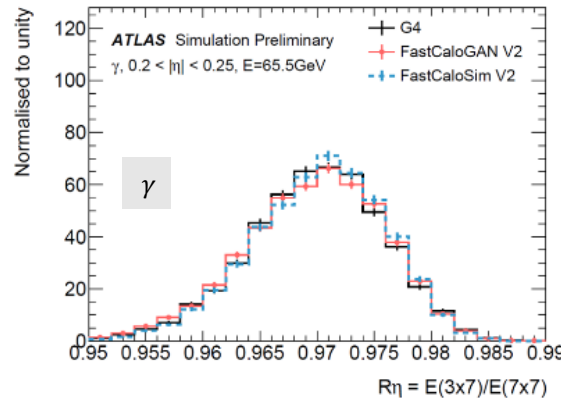 Normalised to unity
120
100
80
60
40
20
0
ATLAS Simulation Preliminary
γ, 0.2 < |η| < 0.25, E=65.5GeV
G4
FastCaloGAN V2
FastCaloSim V2
γ
0.95 0.955 0.96 0.965 0.97 0.975 0.98 0.985 0.99
Rη = E(3x7)/E(7x7)